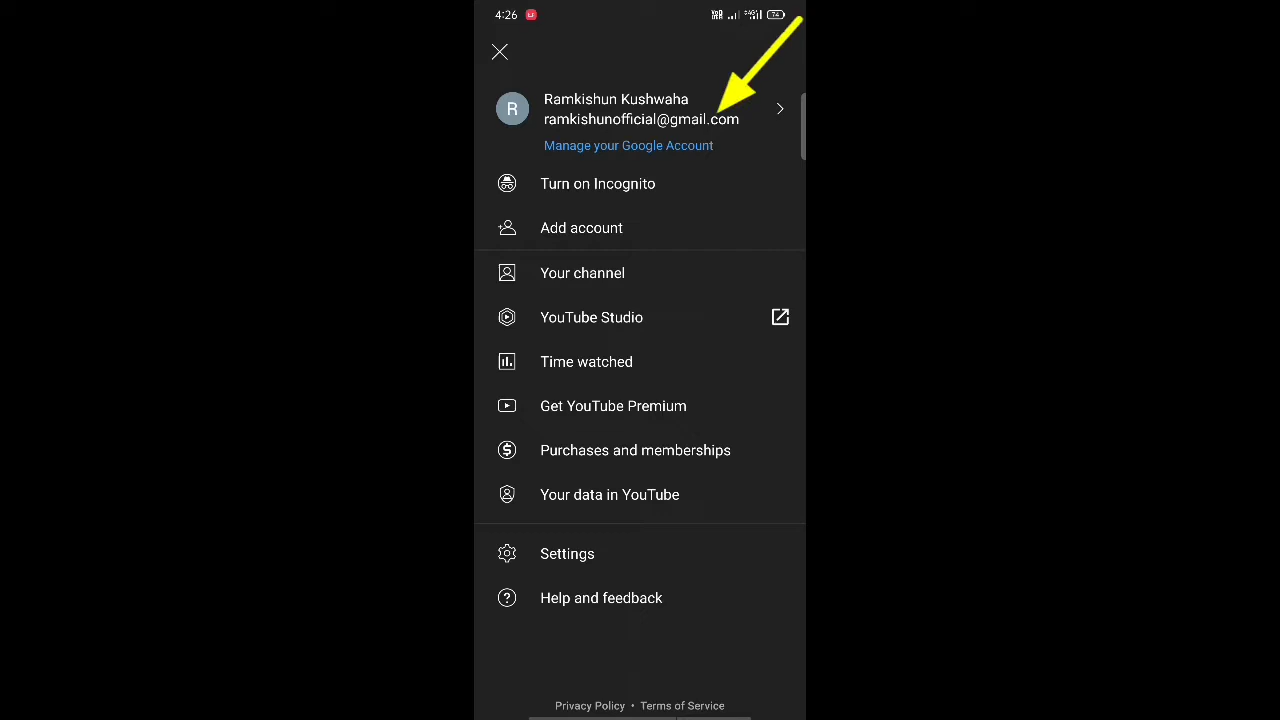 4:26
74
Ramkishun Kushwaha
R
ramkishunofficial@gmail.com
Manage your Google Account
Turn on Incognito
Add account
Your channel
YouTube Studio
Time watched
Get YouTube Premium
Purchases and memberships
Your data in YouTube
Settings
Help and feedback
Privacy Policy • Terms of Service